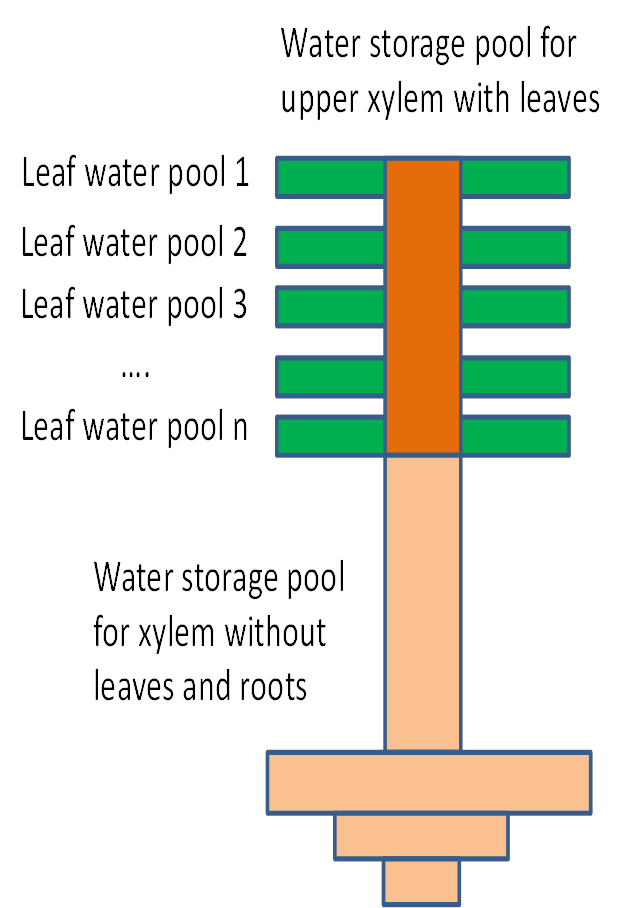 Water storage pool for
upper xylem with leaves
Leaf water pool 1
Leaf water pool 2
Leaf water pool 3
....
Leaf water pool n
Water storage pool
for xylem without
leaves and roots